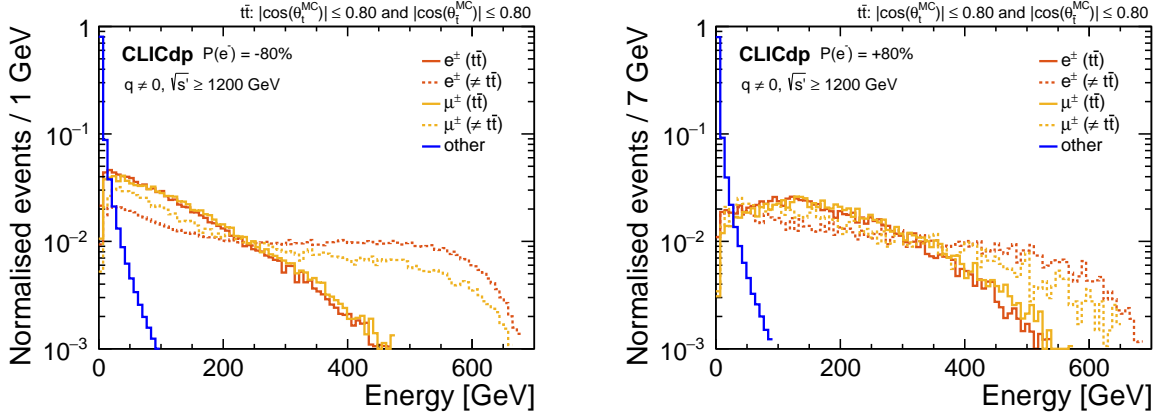 tt̄: |cos(θ_t^MC)| ≤ 0.80 and |cos(θ_t̄^MC)| ≤ 0.80
CLICdp P(e⁻) = -80%
q ≠ 0, √s' ≥ 1200 GeV
e± (tt̄)
e± (≠ tt̄)
μ± (tt̄)
μ± (≠ tt̄)
other
Normalised events / 1 GeV
1
10⁻¹
10⁻²
10⁻³
0 200 400 600
Energy [GeV]
tt̄: |cos(θ_t^MC)| ≤ 0.80 and |cos(θ_t̄^MC)| ≤ 0.80
CLICdp P(e⁻) = +80%
q ≠ 0, √s' ≥ 1200 GeV
e± (tt̄)
e± (≠ tt̄)
μ± (tt̄)
μ± (≠ tt̄)
other
Normalised events / 7 GeV
1
10⁻¹
10⁻²
10⁻³
0 200 400 600
Energy [GeV]